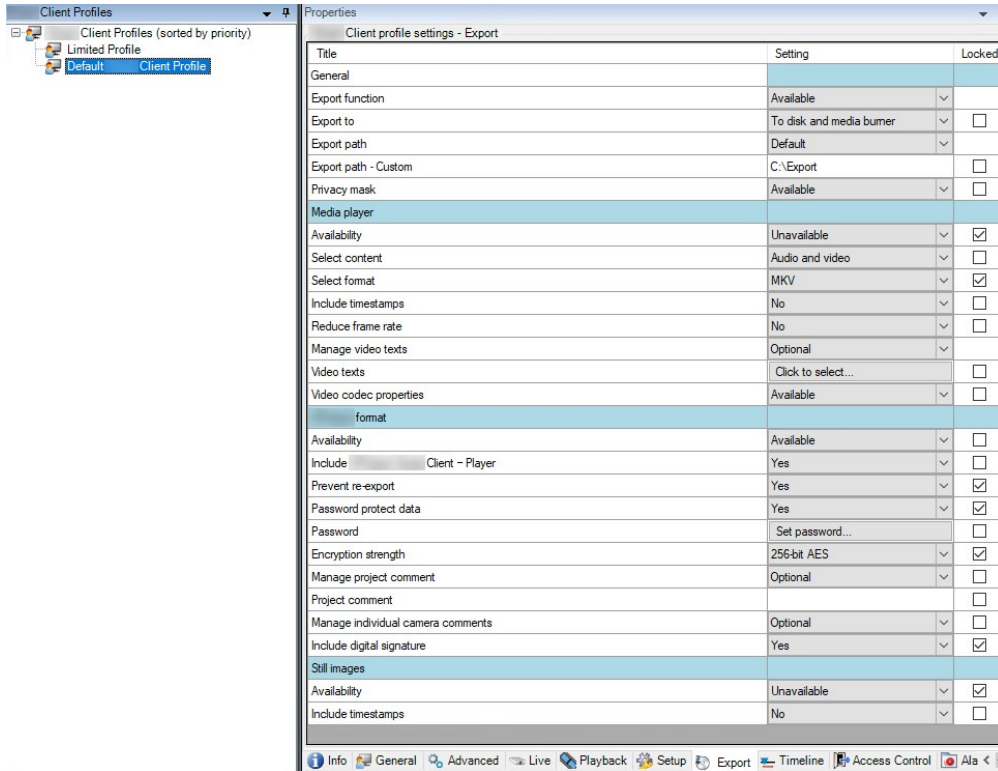 Client Profiles
Client Profiles (sorted by priority)
Limited Profile
Default Client Profile
Properties
Client profile settings - Export
Title Setting Locked
General
Export function Available
Export to To disk and media burner
Export path Default
Export path - Custom C:\Export
Privacy mask Available
Media player
Availability Unavailable
Select content Audio and video
Select format MKV
Include timestamps No
Reduce frame rate No
Manage video texts Optional
Video texts Click to select...
Video codec properties Available
format
Availability Available
Include Client - Player Yes
Prevent re-export Yes
Password protect data Yes
Password Set password...
Encryption strength 256-bit AES
Manage project comment Optional
Project comment
Manage individual camera comments Optional
Include digital signature Yes
Still images
Availability Unavailable
Include timestamps No
Info General Advanced Live Playback Setup Export Timeline Access Control Ala